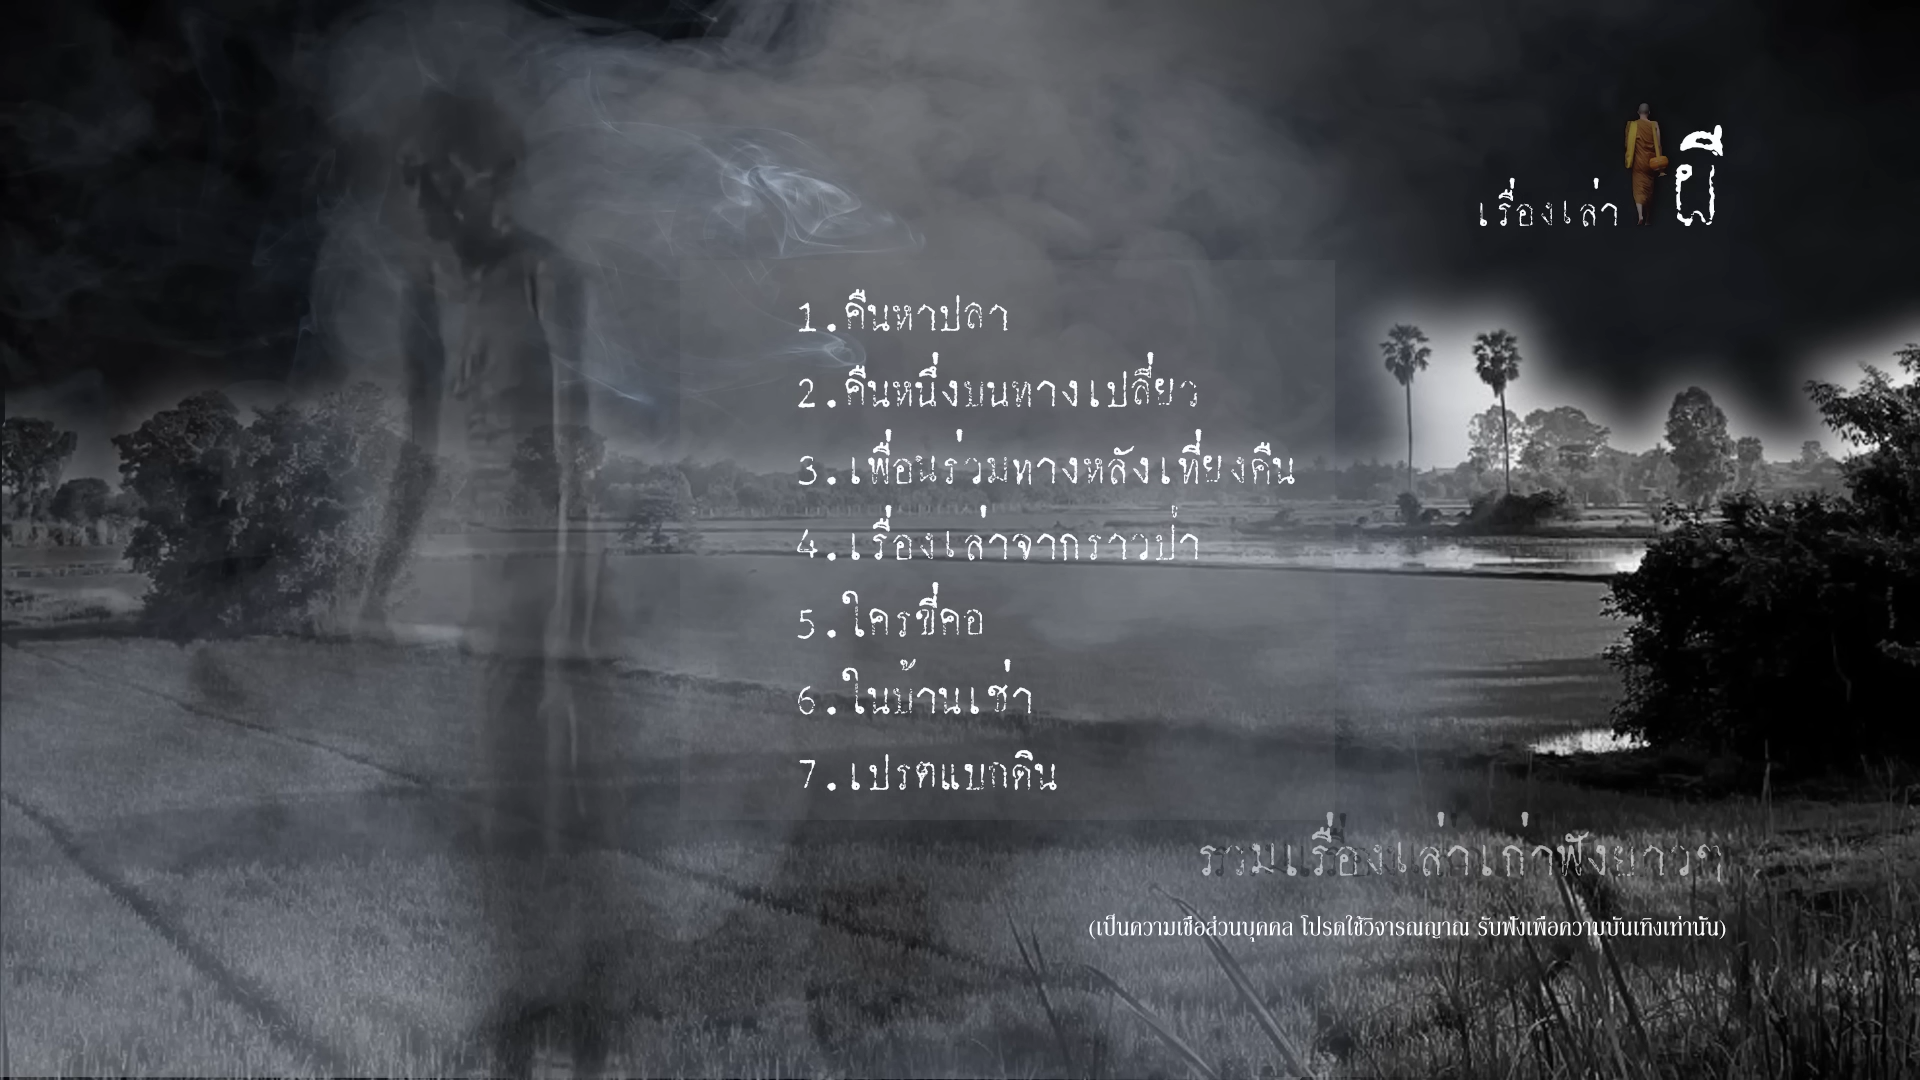 เรื่องเล่าผี
1.คืนหาปลา
2.คืนหนึ่งบนทางเปลี่ยว
3.เพื่อนร่วมทางหลังเที่ยงคืน
4.เรื่องเล่าจากราวป่ำ
5.ใครขี่คอ
6.ในบ้านเช่า
7.เปรตแบกดิน
รวมเรื่องเล่าเก่าฟังยาวๆ
(เป็นความเชื่อส่วนบุคคล โปรดใช้วิจารณญาณ รับฟังเพื่อความบันเทิงเท่านั้น)